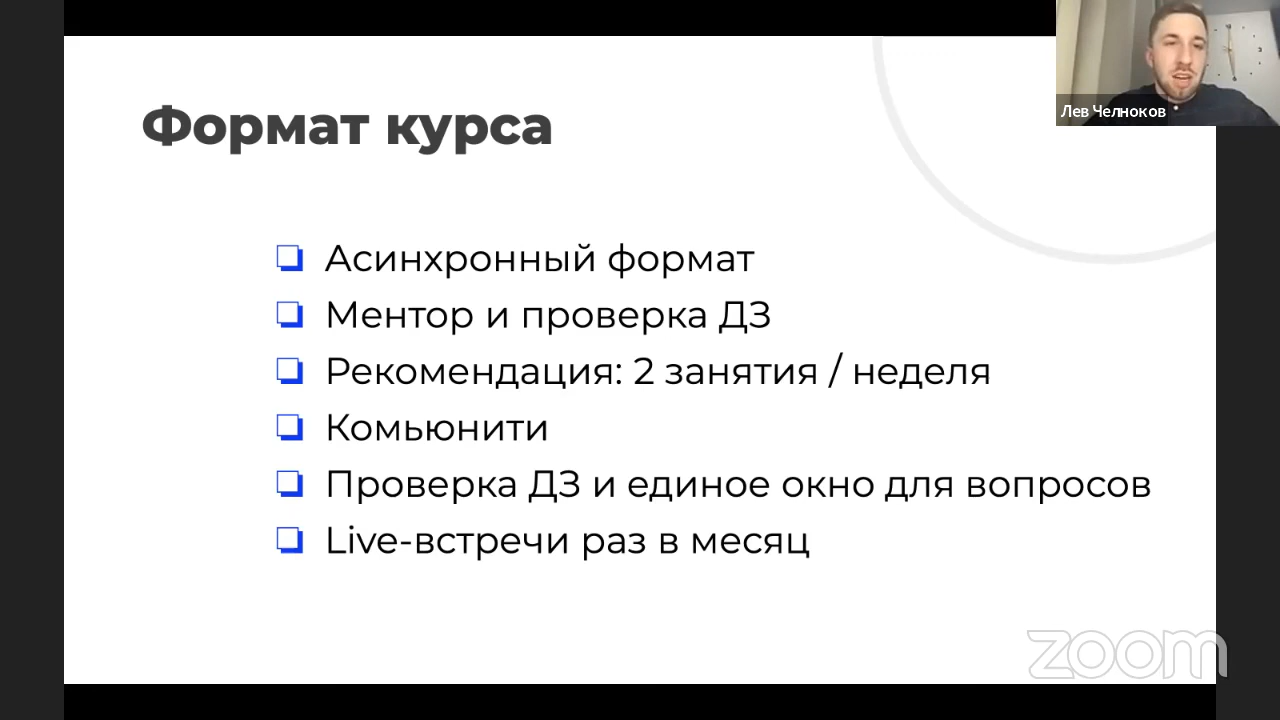 Лев Челноков
Формат курса
Асинхронный формат
Ментор и проверка ДЗ
Рекомендация: 2 занятия / неделя
Комьюнити
Проверка ДЗ и единое окно для вопросов
Live-встречи раз в месяц
zoom